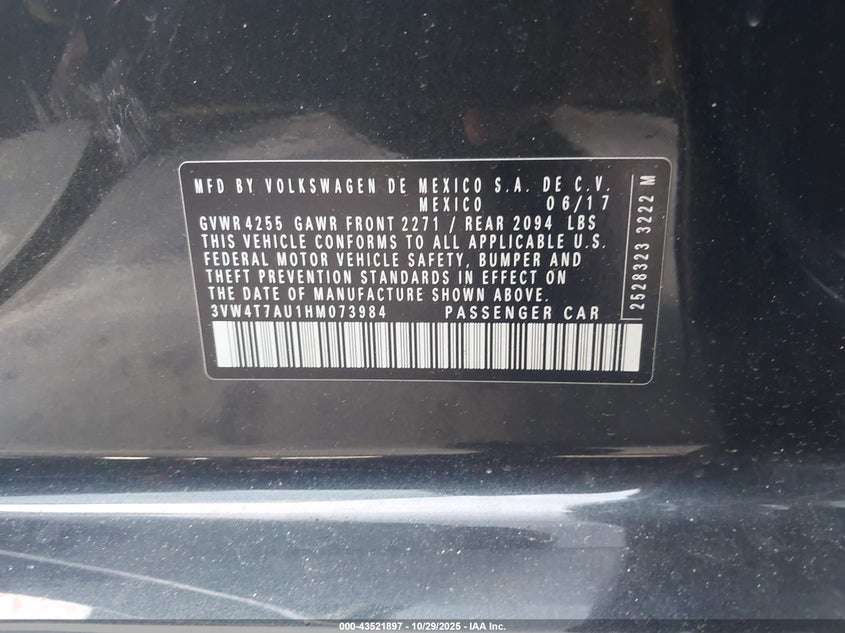 MFD BY VOLKSWAGEN DE MEXICO S.A. DE C.V.
MEXICO 06/17
GVWR 4255 GAWR FRONT 2271 / REAR 2094 LBS
THIS VEHICLE CONFORMS TO ALL APPLICABLE U.S.
FEDERAL MOTOR VEHICLE SAFETY, BUMPER AND
THEFT PREVENTION STANDARDS IN EFFECT ON
THE DATE OF MANUFACTURE SHOWN ABOVE.
3VW4T7AU1HM073984 PASSENGER CAR
2528323 3222 M
000-43521897 - 10/29/2025 - IAA Inc.